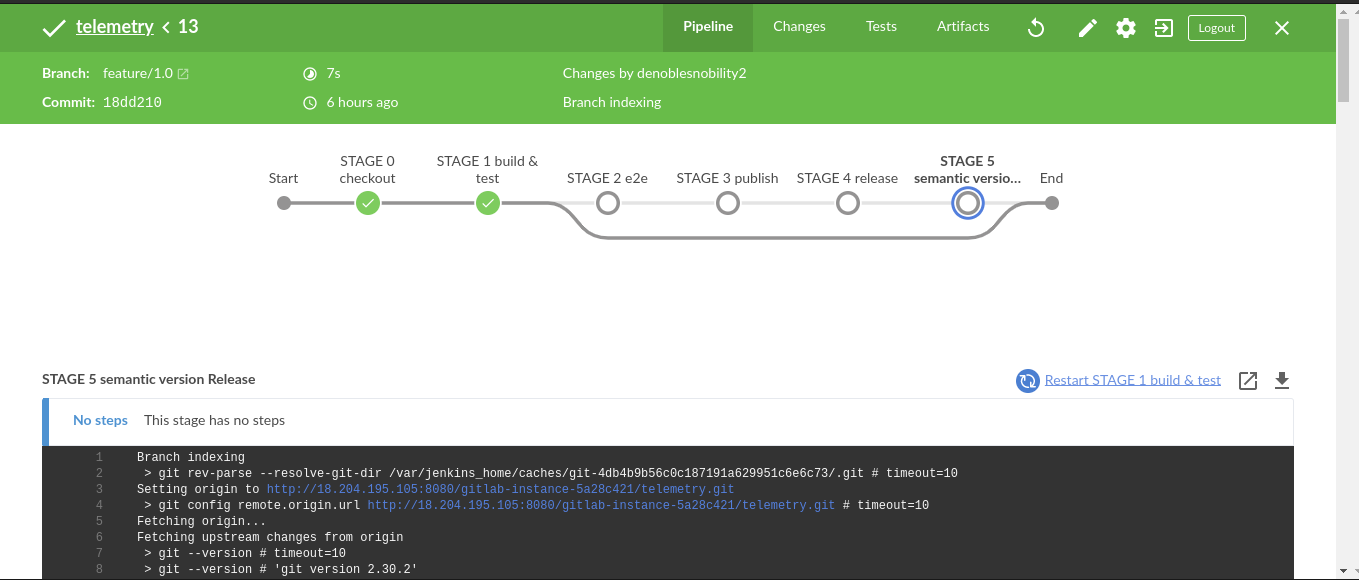 telemetry < 13 Pipeline Changes Tests Artifacts Logout
Branch: feature/1.0 7s Changes by denoblesnobility2
Commit: 18dd210 6 hours ago Branch indexing
STAGE 0 STAGE 1 build & STAGE 5
Start checkout test STAGE 2 e2e STAGE 3 publish STAGE 4 release semantic versio... End
STAGE 5 semantic version Release Restart STAGE 1 build & test
No steps This stage has no steps
1 Branch indexing
2 > git rev-parse --resolve-git-dir /var/jenkins_home/caches/git-4db4b9b56c0c187191a629951c6e6c73/.git # timeout=10
3 Setting origin to http://18.204.195.105:8080/gitlab-instance-5a28c421/telemetry.git
4 > git config remote.origin.url http://18.204.195.105:8080/gitlab-instance-5a28c421/telemetry.git # timeout=10
5 Fetching origin...
6 Fetching upstream changes from origin
7 > git --version # timeout=10
8 > git --version # 'git version 2.30.2'